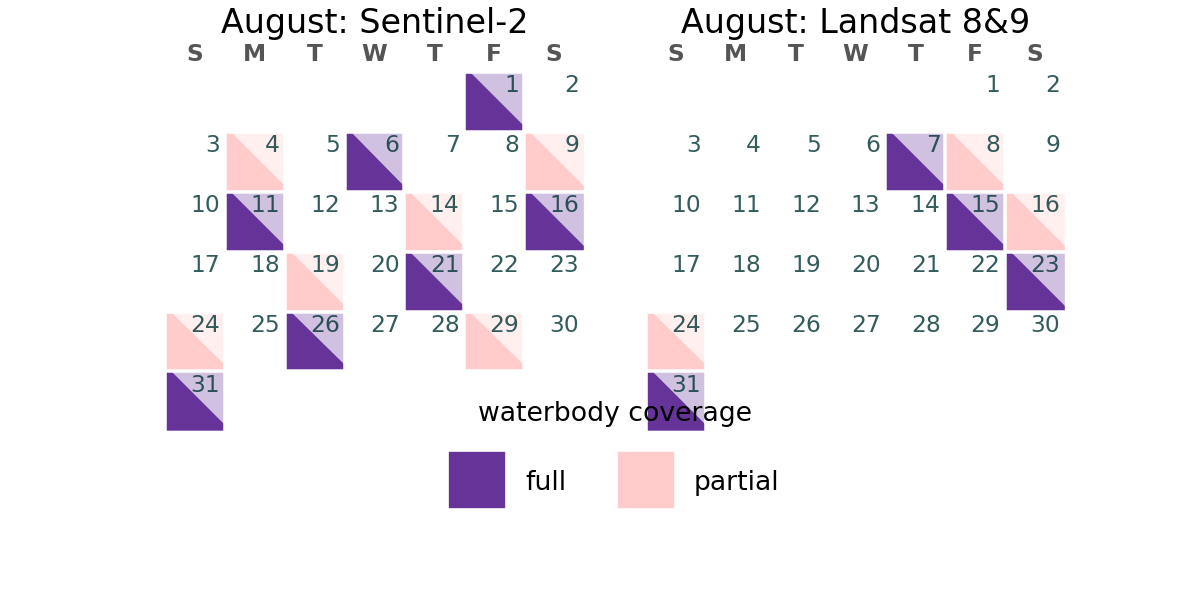 August: Sentinel-2
S M T W T F S
1 2
3 4 5 6 7 8 9
10 11 12 13 14 15 16
17 18 19 20 21 22 23
24 25 26 27 28 29 30
31
August: Landsat 8&9
S M T W T F S
1 2
3 4 5 6 7 8 9
10 11 12 13 14 15 16
17 18 19 20 21 22 23
24 25 26 27 28 29 30
31
waterbody coverage
full partial